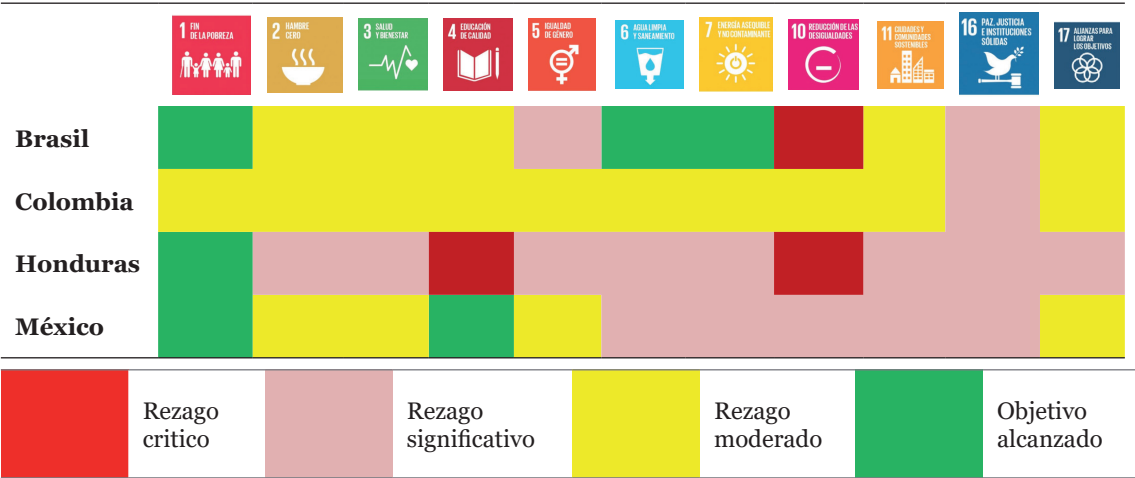 1 FIN
DE LA POBREZA
2 HAMBRE
CERO
3 SALUD
Y BIENESTAR
4 EDUCACIÓN
DE CALIDAD
5 IGUALDAD
DE GÉNERO
6 AGUA LIMPIA
Y SANEAMIENTO
7 ENERGÍA ASEQUIBLE
Y NO CONTAMINANTE
10 REDUCCIÓN DE LAS
DESIGUALDADES
11 CIUDADES Y
COMUNIDADES
SOSTENIBLES
16 PAZ, JUSTICIA
E INSTITUCIONES
SÓLIDAS
17 ALIANZAS PARA
LOGRAR
LOS OBJETIVOS
Brasil
Colombia
Honduras
México
Rezago
critico
Rezago
significativo
Rezago
moderado
Objetivo
alcanzado